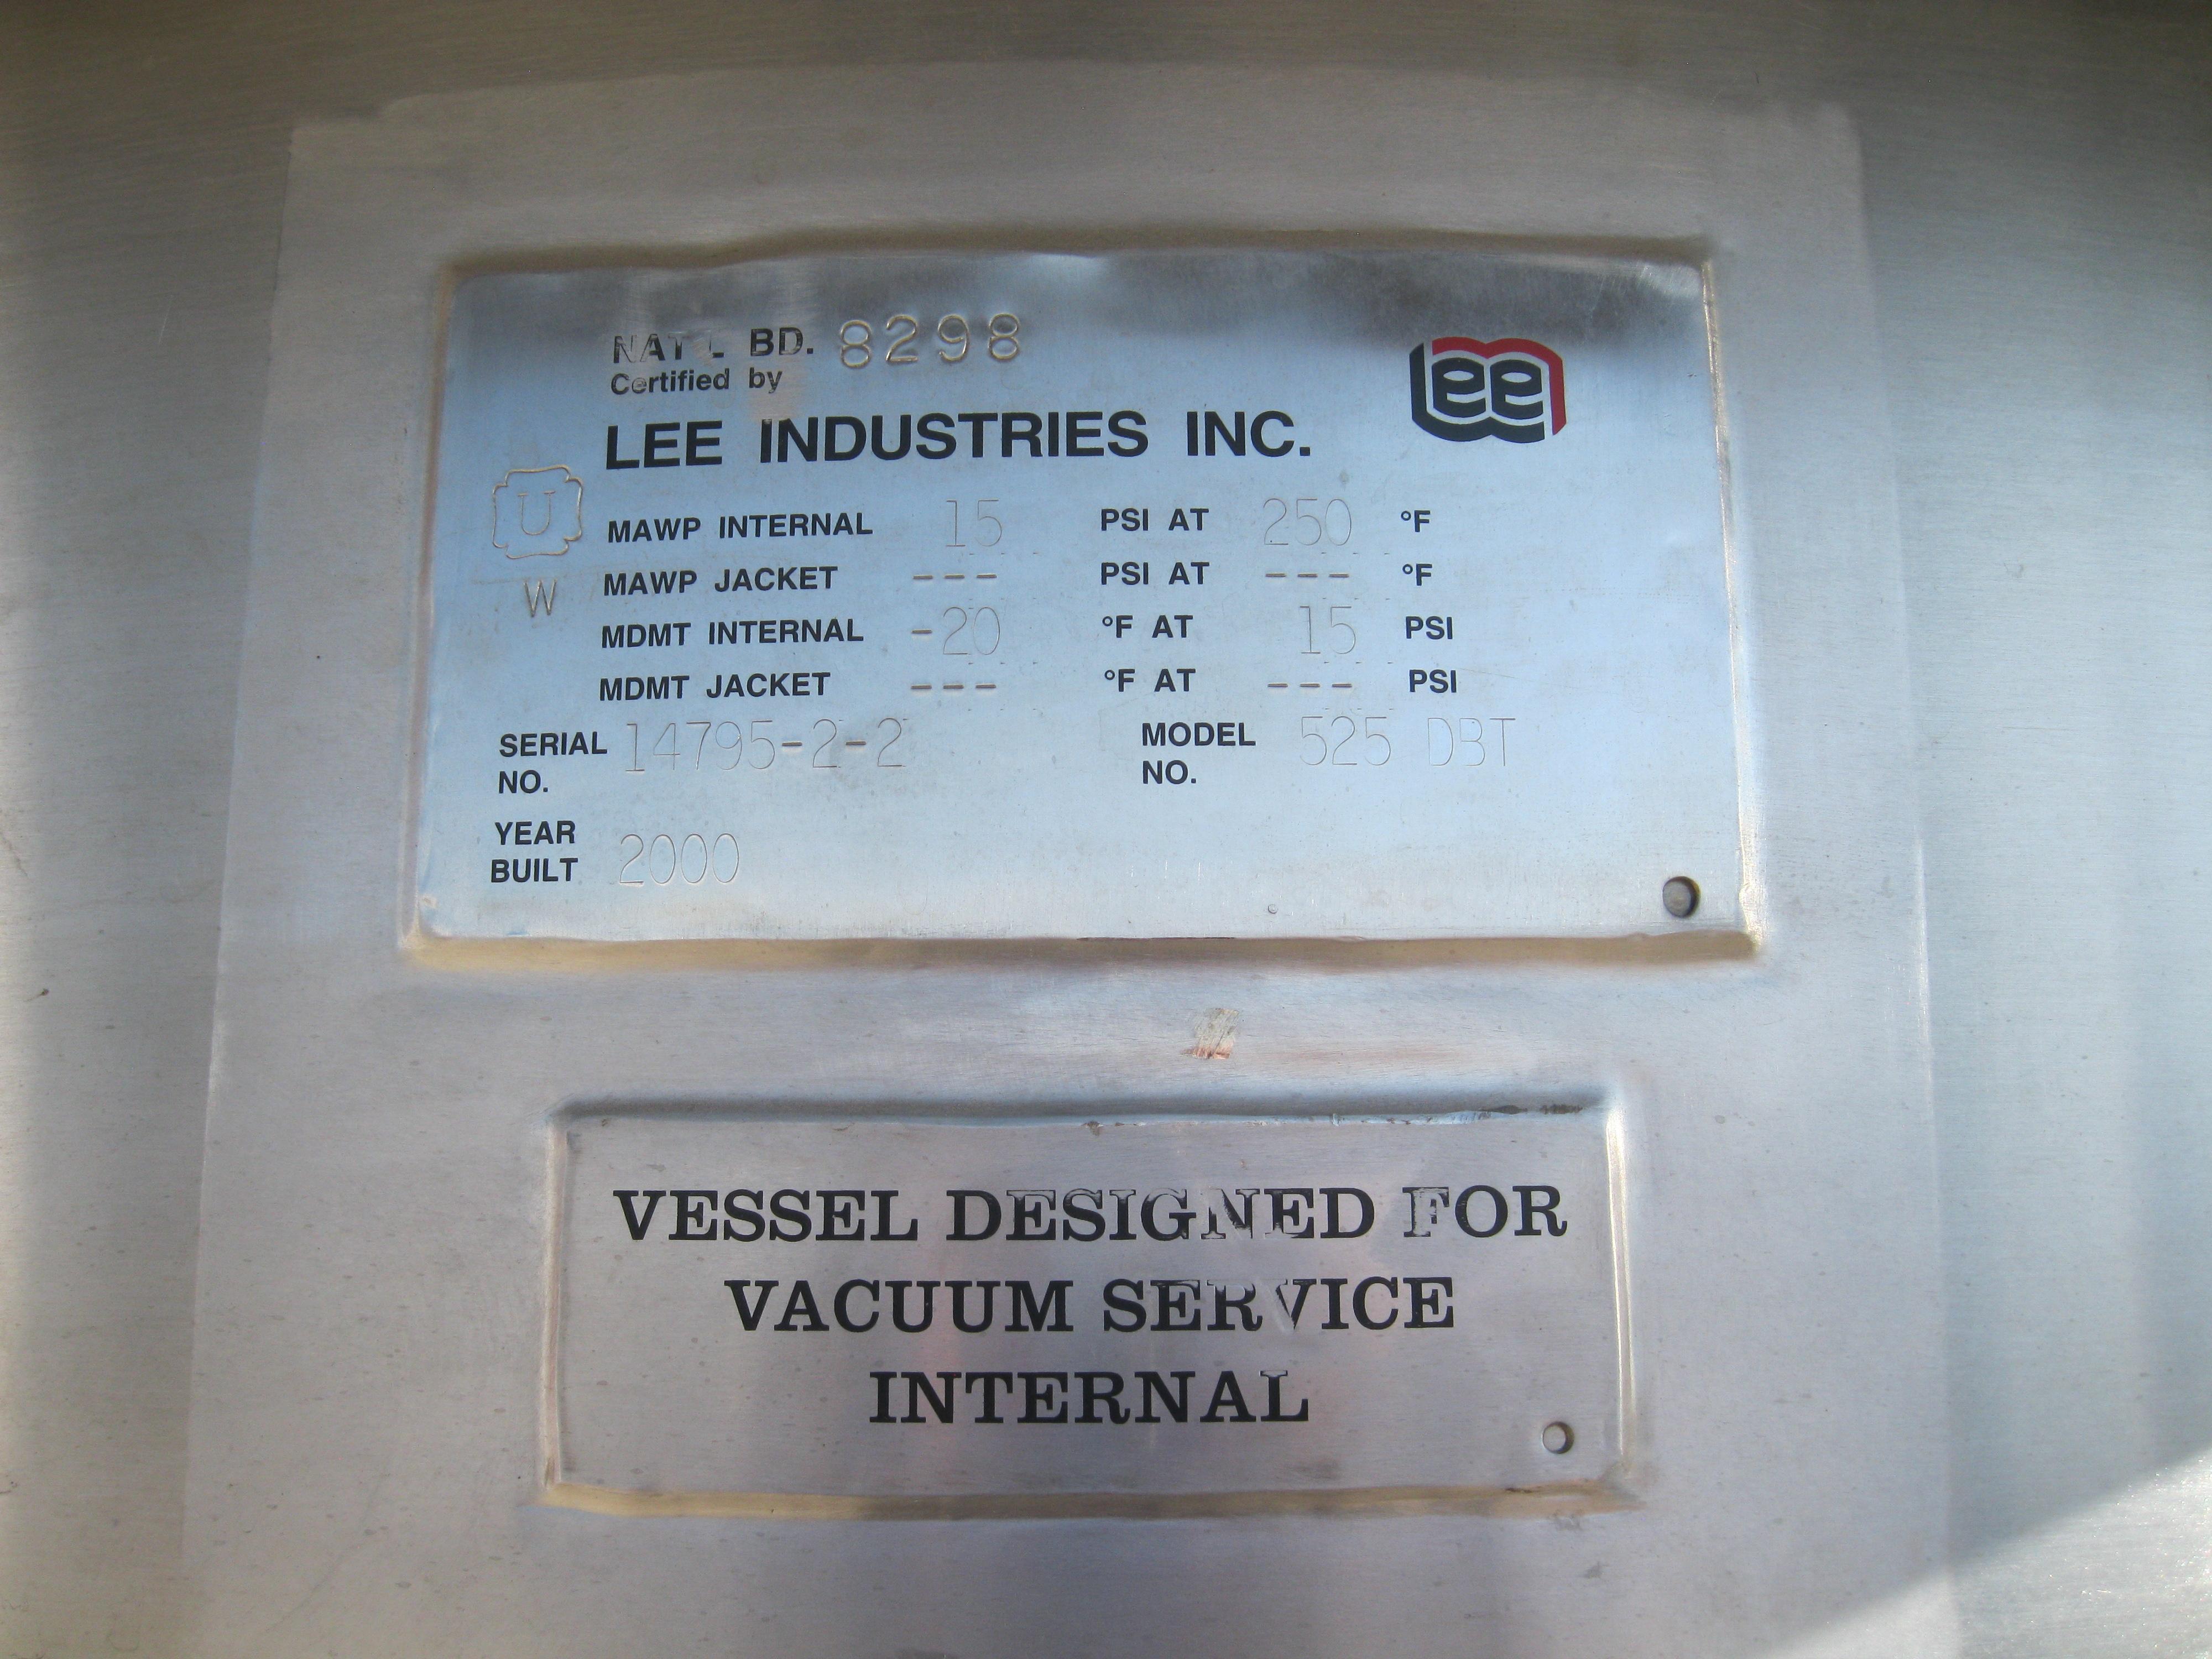 NAT'L BD. 8298
Certified by
Lee
LEE INDUSTRIES INC.
U
W
MAWP INTERNAL 15 PSI AT 250 °F
MAWP JACKET --- PSI AT --- °F
MDMT INTERNAL -20 °F AT 15 PSI
MDMT JACKET --- °F AT --- PSI
SERIAL NO. 14795-2-2 MODEL NO. 525 DBT
YEAR BUILT 2000
VESSEL DESIGNED FOR
VACUUM SERVICE
INTERNAL